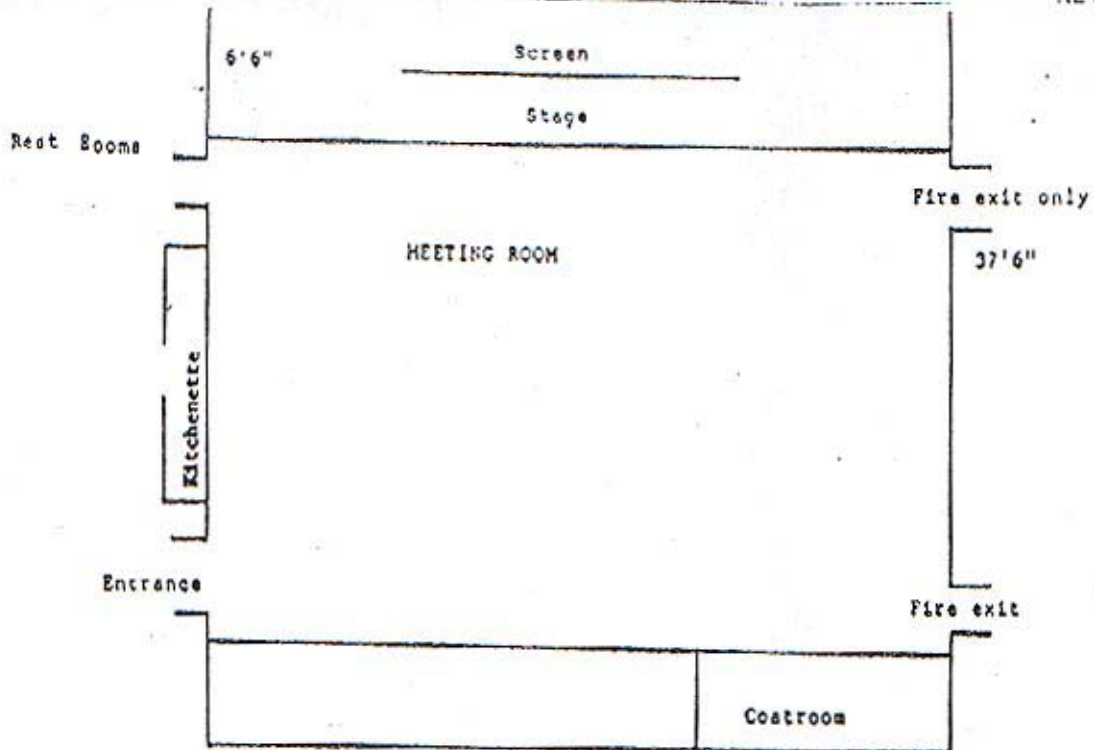 6'6"
Screen
Stage
Rest Rooms
Fire exit only
MEETING ROOM
37'6"
Kitchenette
Entrance
Fire exit
Coatroom